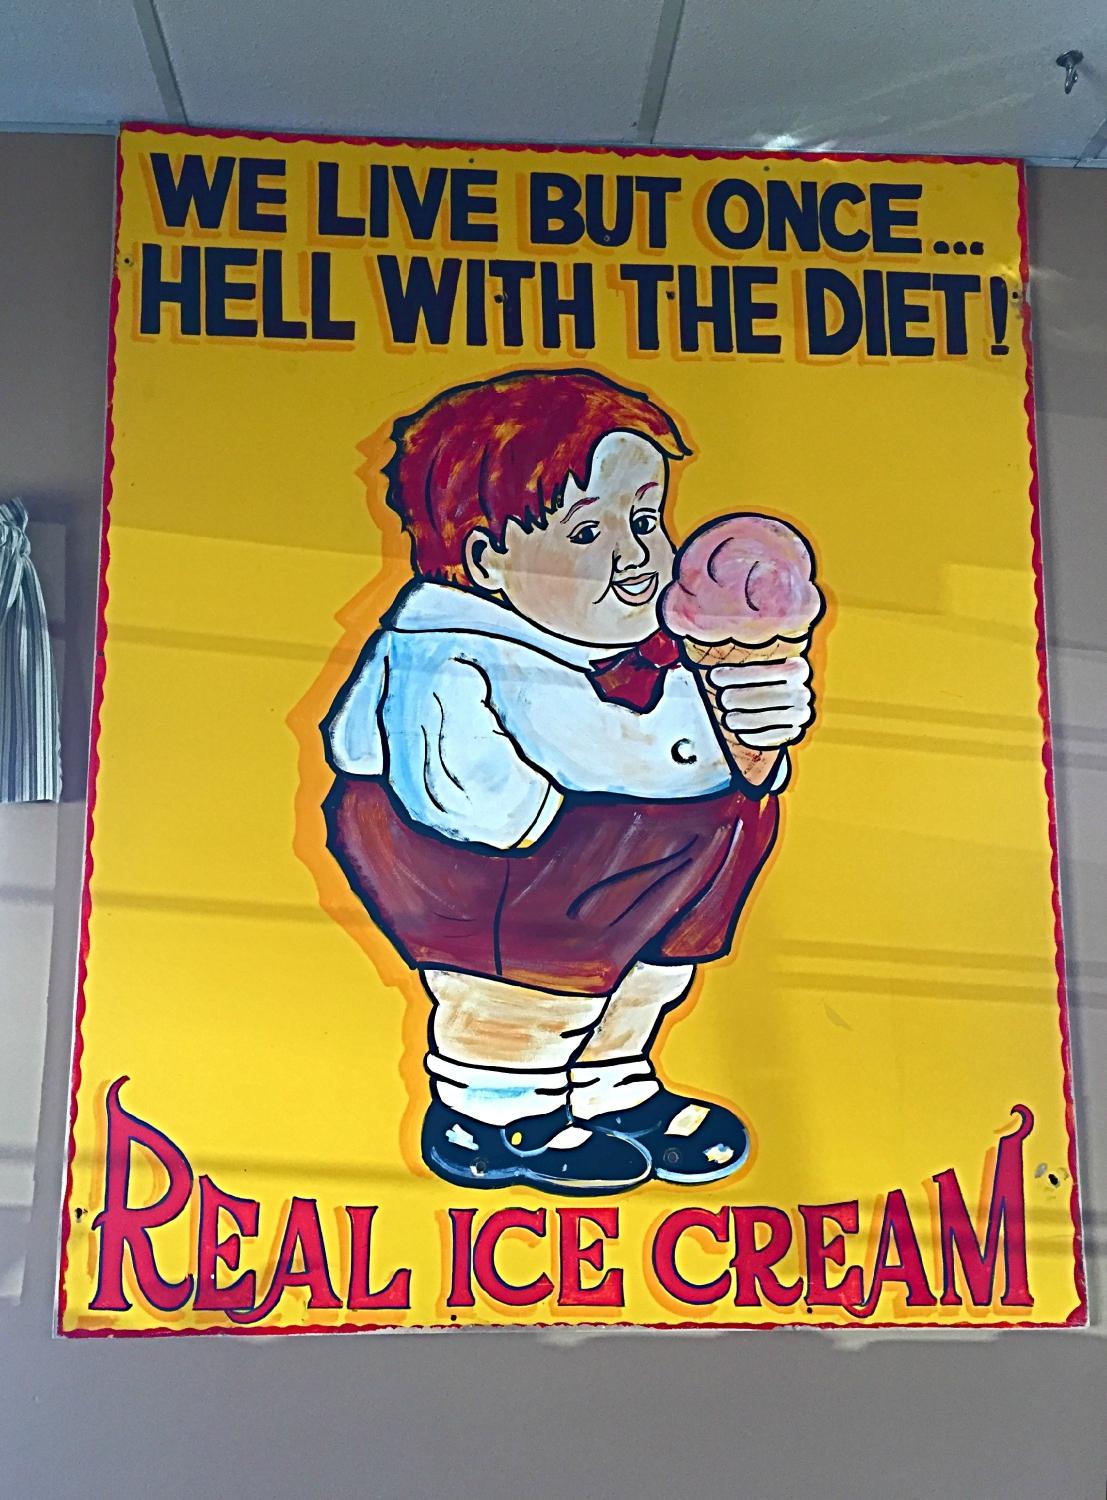 WE LIVE BUT ONCE...
HELL WITH THE DIET!
REAL ICE CREAM